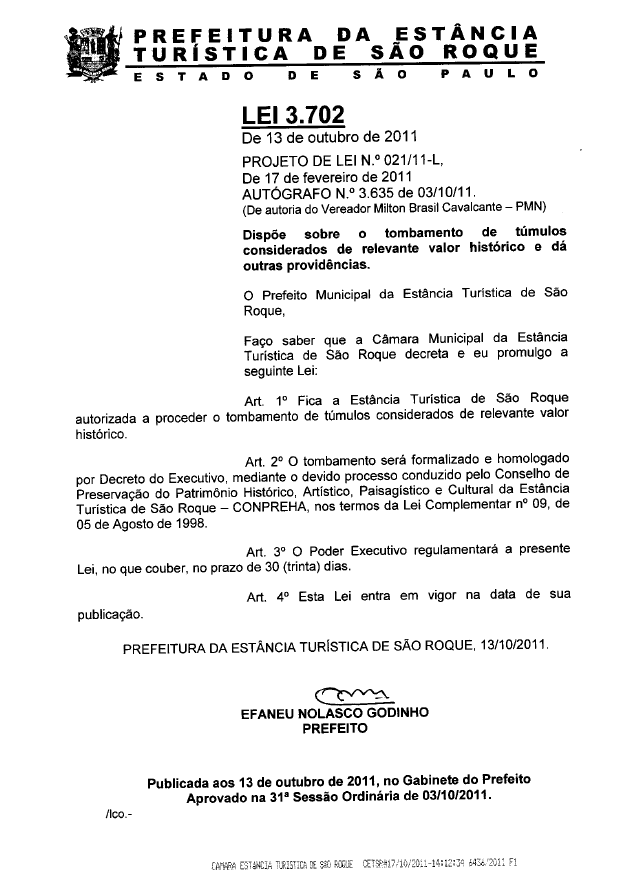 PREFEITURA DA ESTÂNCIA
TURÍSTICA DE SÃO ROQUE
ESTADO DE SÃO PAULO
LEI 3.702
De 13 de outubro de 2011
PROJETO DE LEI N.º 021/11-L,
De 17 de fevereiro de 2011
AUTÓGRAFO N.º 3.635 de 03/10/11.
(De autoria do Vereador Milton Brasil Cavalcante – PMN)
Dispõe sobre o tombamento de túmulos
considerados de relevante valor histórico e dá
outras providências.
O Prefeito Municipal da Estância Turística de São
Roque,
Faço saber que a Câmara Municipal da Estância
Turística de São Roque decreta e eu promulgo a
seguinte Lei:
Art. 1º Fica a Estância Turística de São Roque
autorizada a proceder o tombamento de túmulos considerados de relevante valor
histórico.
Art. 2º O tombamento será formalizado e homologado
por Decreto do Executivo, mediante o devido processo conduzido pelo Conselho de
Preservação do Patrimônio Histórico, Artístico, Paisagístico e Cultural da Estância
Turística de São Roque – CONPREHA, nos termos da Lei Complementar nº 09, de
05 de Agosto de 1998.
Art. 3º O Poder Executivo regulamentará a presente
Lei, no que couber, no prazo de 30 (trinta) dias.
Art. 4º Esta Lei entra em vigor na data de sua
publicação.
PREFEITURA DA ESTÂNCIA TURÍSTICA DE SÃO ROQUE, 13/10/2011.
EFANEU NOLASCO GODINHO
PREFEITO
Publicada aos 13 de outubro de 2011, no Gabinete do Prefeito
Aprovado na 31ª Sessão Ordinária de 03/10/2011.
/lco.-
CAMARA ESTÂNCIA TURISTICA DE SÃO ROQUE CETSR#17/10/2011-14:12:39 6436/2011 F1